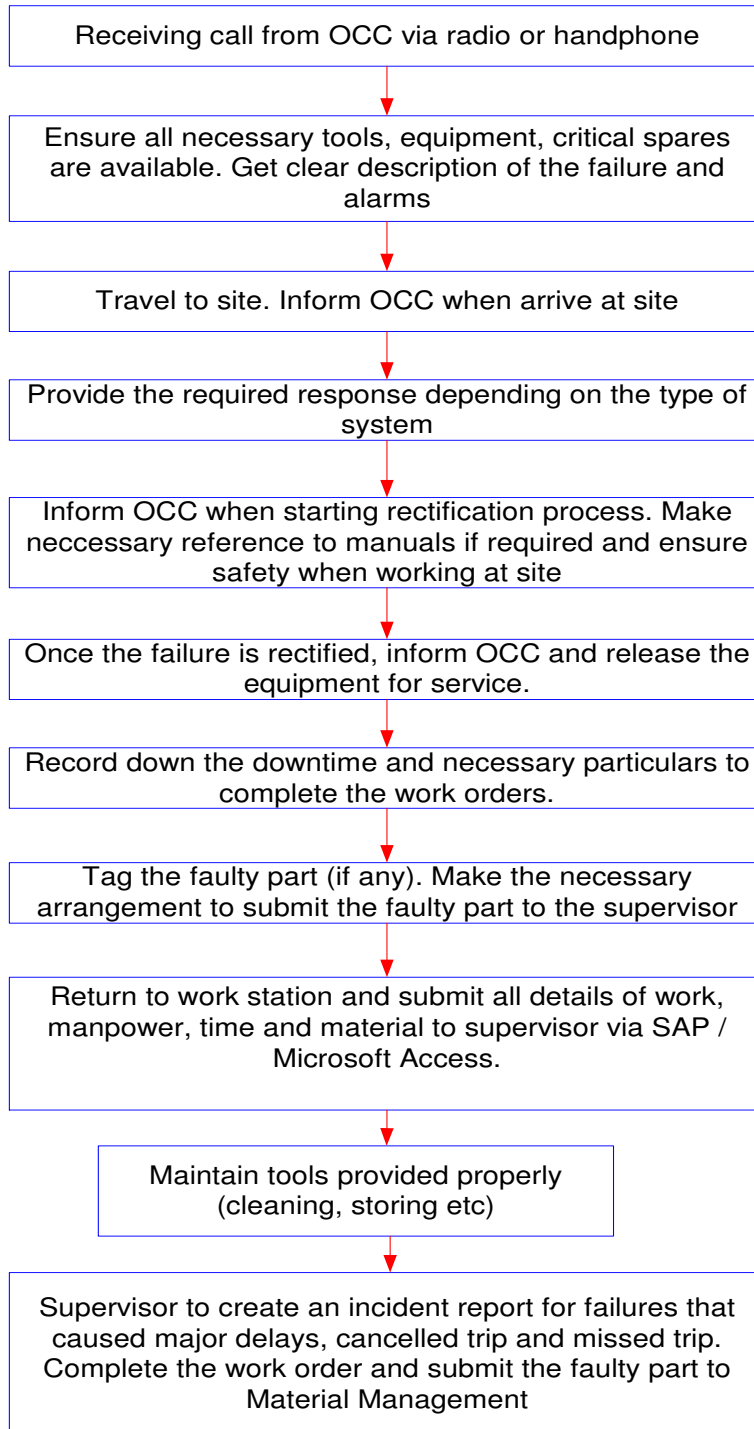 Receiving call from OCC via radio or handphone
Ensure all necessary tools, equipment, critical spares
are available. Get clear description of the failure and
alarms
Travel to site. Inform OCC when arrive at site
Provide the required response depending on the type of
system
Inform OCC when starting rectification process. Make
neccessary reference to manuals if required and ensure
safety when working at site
Once the failure is rectified, inform OCC and release the
equipment for service.
Record down the downtime and necessary particulars to
complete the work orders.
Tag the faulty part (if any). Make the necessary
arrangement to submit the faulty part to the supervisor
Return to work station and submit all details of work,
manpower, time and material to supervisor via SAP /
Microsoft Access.
Maintain tools provided properly
(cleaning, storing etc)
Supervisor to create an incident report for failures that
caused major delays, cancelled trip and missed trip.
Complete the work order and submit the faulty part to
Material Management